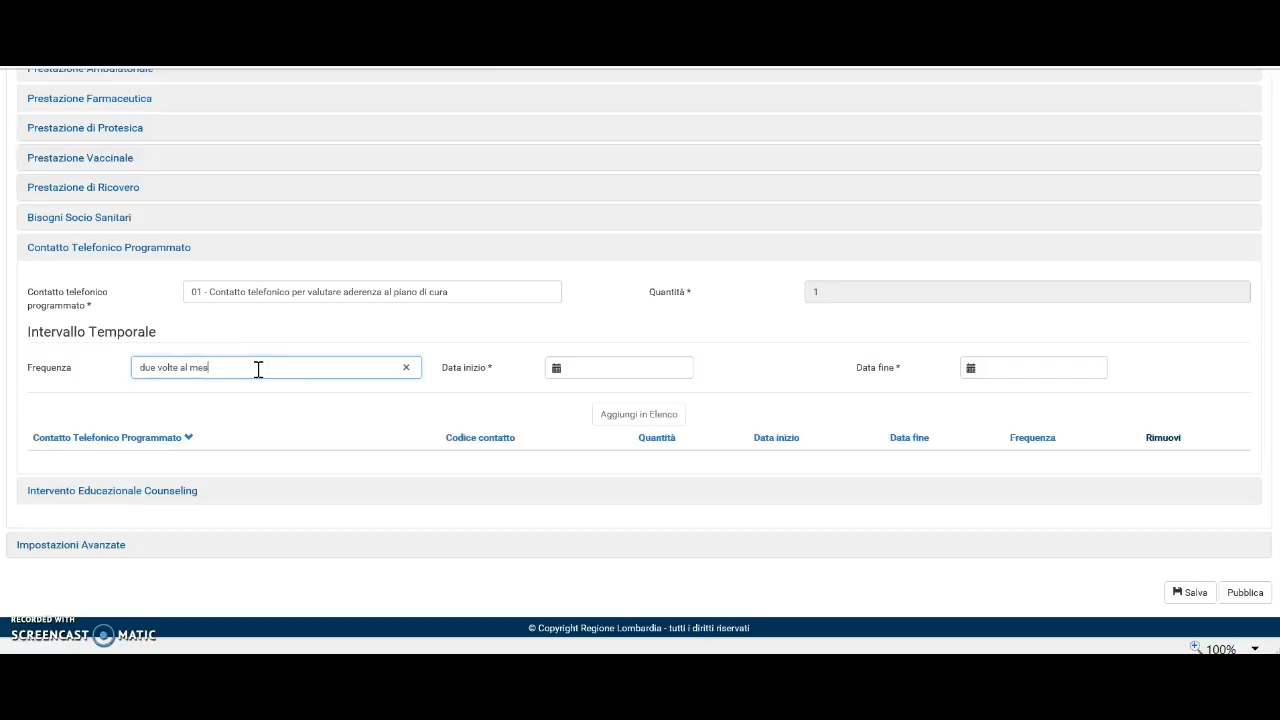 Prestazione Ambulatoriale
Prestazione Farmaceutica
Prestazione di Protesica
Prestazione Vaccinale
Prestazione di Ricovero
Bisogni Socio Sanitari
Contatto Telefonico Programmato
Contatto telefonico programmato * 01 - Contatto telefonico per valutare aderenza al piano di cura Quantità * 1
Intervallo Temporale
Frequenza due volte al mes × Data inizio * Data fine *
Aggiungi in Elenco
Contatto Telefonico Programmato Codice contatto Quantità Data inizio Data fine Frequenza Rimuovi
Intervento Educazionale Counseling
Impostazioni Avanzate
Salva Pubblica
RECORDED WITH
SCREENCAST MATIC
© Copyright Regione Lombardia - tutti i diritti riservati
100%